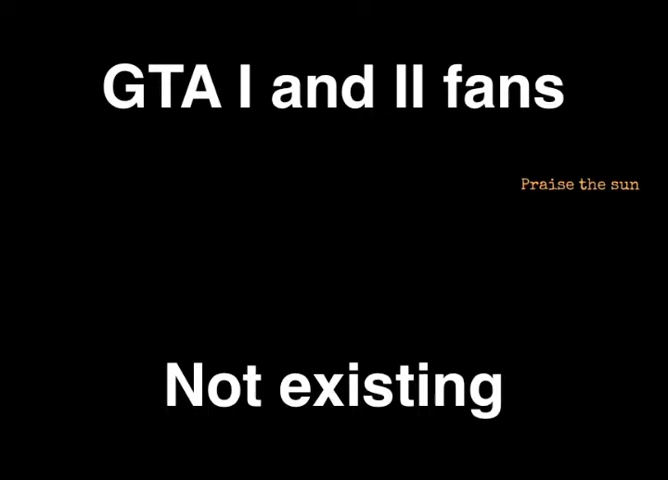 GTA I and II fans
Praise the sun
Not existing